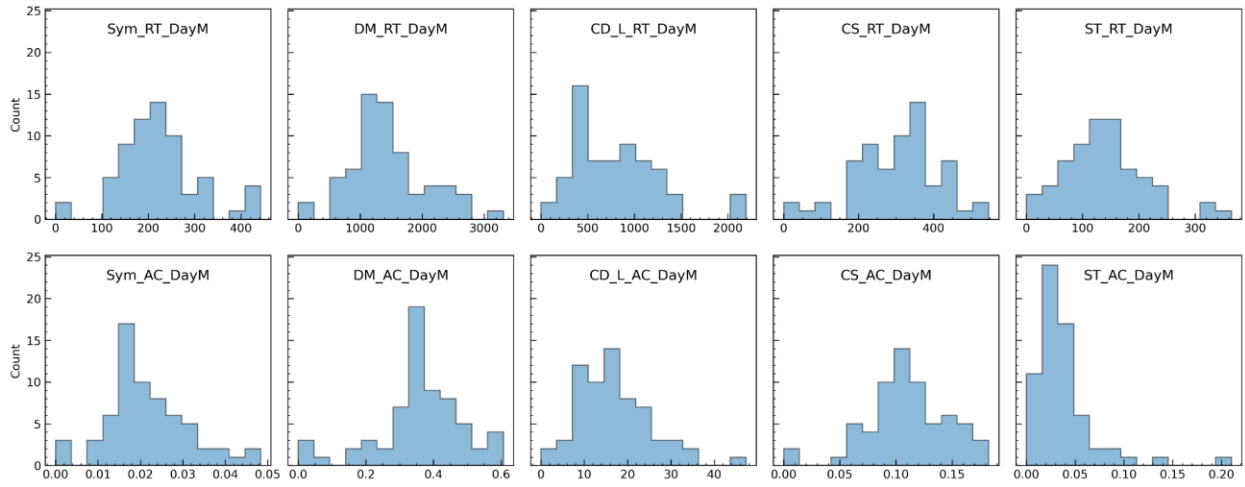 Sym_RT_DayM
DM_RT_DayM
CD_L_RT_DayM
CS_RT_DayM
ST_RT_DayM
25
20
15
10
5
0
Count
0 100 200 300 400
0 1000 2000 3000
0 500 1000 1500 2000
0 200 400
0 100 200 300
Sym_AC_DayM
DM_AC_DayM
CD_L_AC_DayM
CS_AC_DayM
ST_AC_DayM
25
20
15
10
5
0
Count
0.00 0.01 0.02 0.03 0.04 0.05
0.0 0.2 0.4 0.6
0 20 40
0.00 0.05 0.10 0.15
0.00 0.05 0.10 0.15 0.20